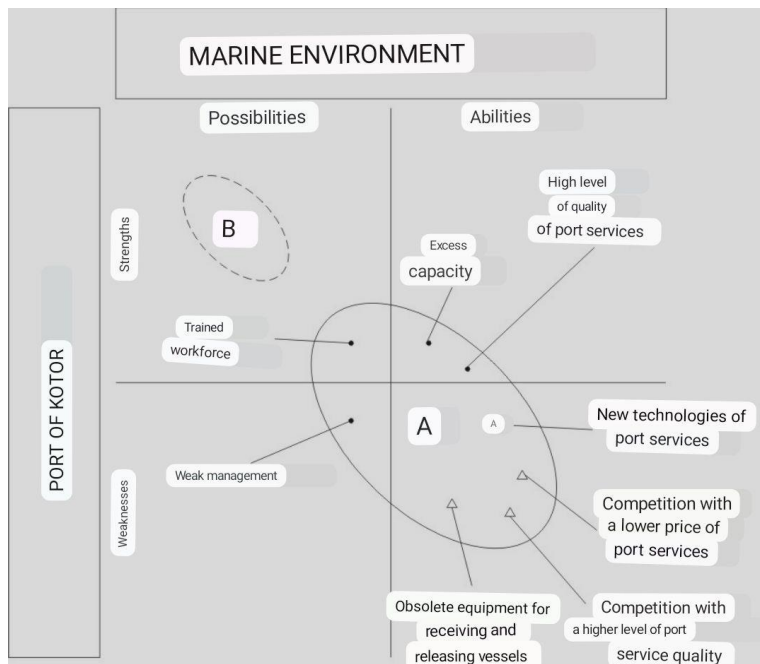 MARINE ENVIRONMENT
Possibilities
Abilities
Strengths
B
High level
of quality
of port services
Excess
capacity
Trained
workforce
PORT OF KOTOR
A
A
New technologies of
port services
Weak management
Weaknesses
Competition with
a lower price of
port services
Obsolete equipment for
receiving and
releasing vessels
Competition with
a higher level of port
service quality